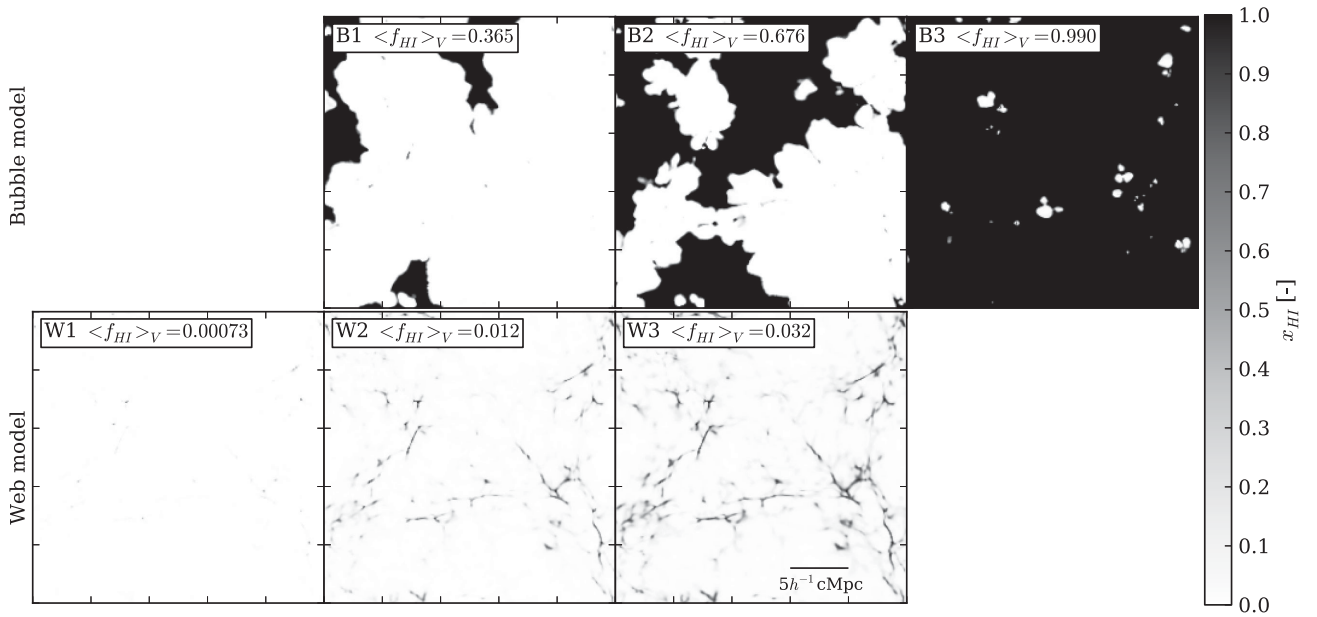 Bubble model
B1 <f_HI>_V=0.365
B2 <f_HI>_V=0.676
B3 <f_HI>_V=0.990
Web model
W1 <f_HI>_V=0.00073
W2 <f_HI>_V=0.012
W3 <f_HI>_V=0.032
5h⁻¹cMpc
1.0
0.9
0.8
0.7
0.6
0.5
0.4
0.3
0.2
0.1
0.0
x_HI [-]